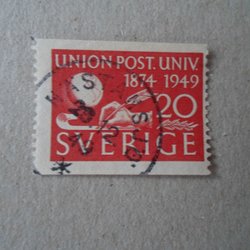 UNION POST. UNIV.
1874 1949
20
SVERIGE